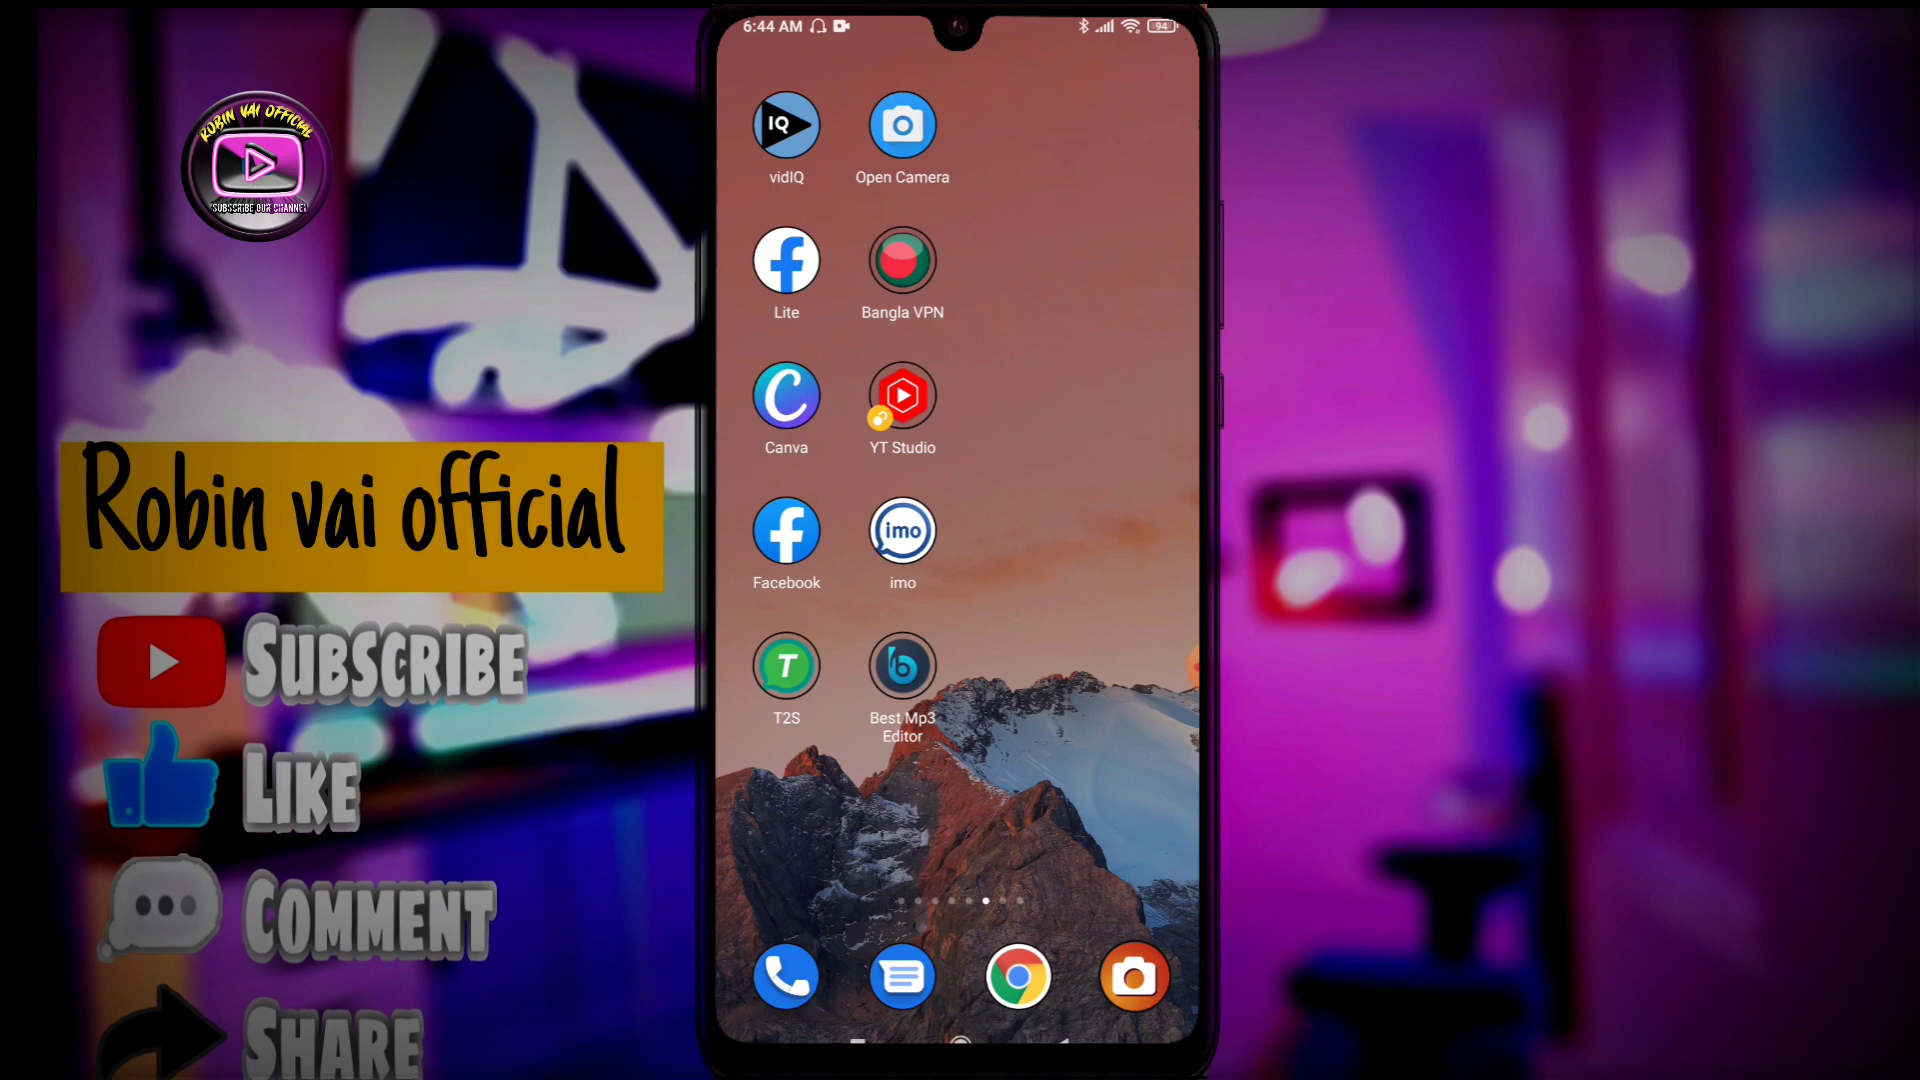 ROBIN VAI OFFICIAL
SUBSCRIBE OUR CHANNEL
Robin vai official
SUBSCRIBE
LIKE
COMMENT
SHARE
6:44 AM
94
IQ
vidIQ
Open Camera
Lite
Bangla VPN
C
Canva
YT Studio
Facebook
imo
imo
T
T2S
b
Best Mp3
Editor